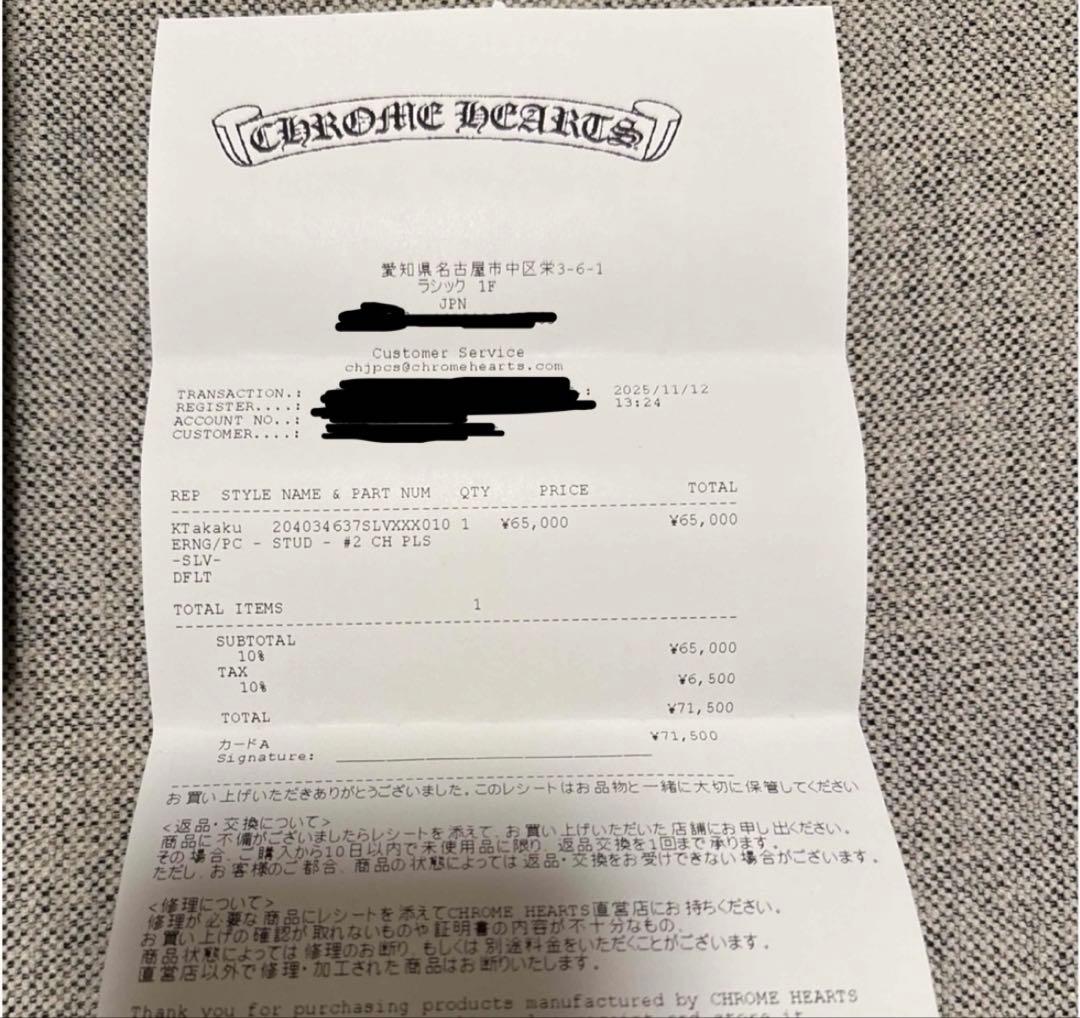 CHROME HEARTS
愛知県名古屋市中区栄3-6-1
ラシック 1F
JPN
Customer Service
chjpcs@chromehearts.com
TRANSACTION.: : 2025/11/12
REGISTER....: 13:24
ACCOUNT NO..:
CUSTOMER....:
REP STYLE NAME & PART NUM QTY PRICE TOTAL
KTakaku 204034637SLVXXX010 1 ¥65,000 ¥65,000
ERNG/PC - STUD - #2 CH PLS
-SLV-
DFLT
TOTAL ITEMS 1
SUBTOTAL ¥65,000
10%
TAX ¥6,500
10%
TOTAL ¥71,500
カードA ¥71,500
Signature:
お買い上げいただきありがとうございました。このレシートはお品物と一緒に大切に保管してください
<返品・交換について>
商品に不備がございましたらレシートを添えて、お買い上げいただいた店舗にお申し出ください。
その場合、ご購入から10日以内で未使用品に限り、返品交換を1回まで承ります。
ただし、お客様のご都合、商品の状態によっては返品・交換をお受けできない場合がございます。
<修理について>
修理が必要な商品にレシートを添えてCHROME HEARTS直営店にお持ちください。
お買い上げの確認が取れないものや証明書の内容が不十分なもの、
商品状態によっては修理のお断り、もしくは別途料金をいただくことがございます。
直営店以外で修理・加工された商品はお断りいたします。
Thank you for purchasing products manufactured by CHROME HEARTS